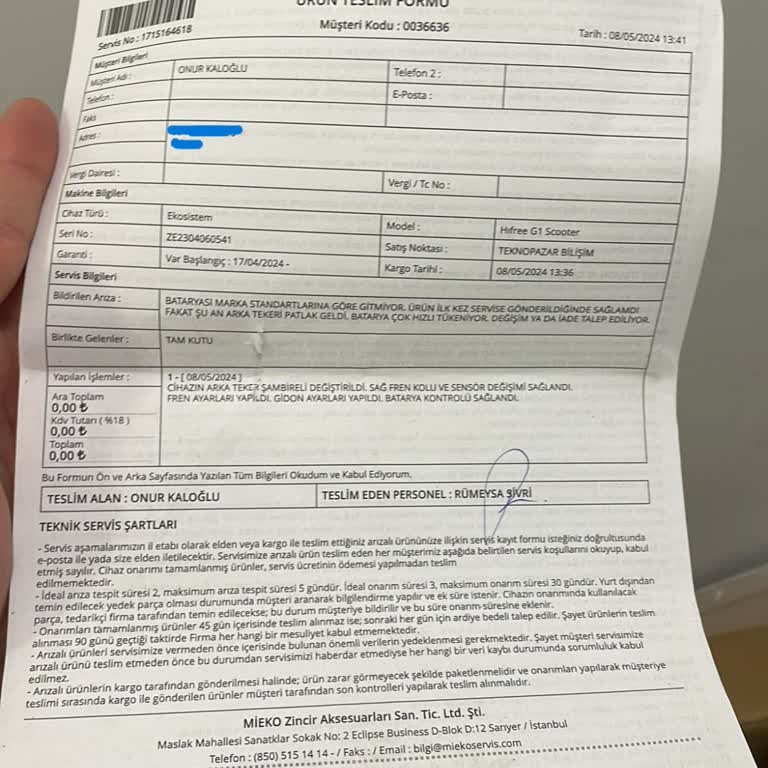 ÜRÜN TESLİM FORMU
Servis No : 1715164618
Müşteri Kodu : 0036636
Tarih : 08/05/2024 13:41
Müşteri Bilgileri
Müşteri Adı : ONUR KALOĞLU Telefon 2 :
Telefon : E-Posta :
Faks
Adres :
Vergi Dairesi : Vergi / Tc No :
Makine Bilgileri
Cihaz Türü : Ekosistem Model : Hifree G1 Scooter
Seri No : ZE2304060541 Satış Noktası : TEKNOPAZAR BİLİŞİM
Garanti : Var Başlangıç : 17/04/2024 - Kargo Tarihi : 08/05/2024 13:36
Servis Bilgileri
Bildirilen Arıza : BATARYASI MARKA STANDARTLARINA GÖRE GİTMİYOR. ÜRÜN İLK KEZ SERVİSE GÖNDERİLDİĞİNDE SAĞLAMDI
FAKAT ŞU AN ARKA TEKERİ PATLAK GELDİ. BATARYA ÇOK HIZLI TÜKENİYOR. DEĞİŞİM YA DA İADE TALEP EDİLİYOR.
Birlikte Gelenler : TAM KUTU
Yapılan İşlemler : 1 - [ 08/05/2024 ]
CİHAZIN ARKA TEKER ŞAMBİRELİ DEĞİŞTİRİLDİ. SAĞ FREN KOLU VE SENSÖR DEĞİŞİMİ SAĞLANDI.
FREN AYARLARI YAPILDI. GİDON AYARLARI YAPILDI. BATARYA KONTROLÜ SAĞLANDI.
Ara Toplam
0,00 ₺
Kdv Tutarı ( %18 )
0,00 ₺
Toplam
0,00 ₺
Bu Formun Ön ve Arka Sayfasında Yazılan Tüm Bilgileri Okudum ve Kabul Ediyorum.
TESLİM ALAN : ONUR KALOĞLU TESLİM EDEN PERSONEL : RÜMEYSA SİVRİ
TEKNİK SERVİS ŞARTLARI
- Servis aşamalarımızın il etabı olarak elden veya kargo ile teslim ettiğiniz arızalı ürününüze ilişkin servis kayıt formu isteğiniz doğrultusunda
e-posta ile yada size elden iletilecektir. Servisimize arızalı ürün teslim eden her müşterimiz aşağıda belirtilen servis koşullarını okuyup, kabul
etmiş sayılır. Cihaz onarımı tamamlanmış ürünler, servis ücretinin ödemesi yapılmadan teslim
edilmemektedir.
- İdeal arıza tespit süresi 2, maksimum arıza tespit süresi 5 gündür. İdeal onarım süresi 3, maksimum onarım süresi 30 gündür. Yurt dışından
temin edilecek yedek parça olması durumunda müşteri aranarak bilgilendirme yapılır ve ek süre istenir. Cihazın onarımında kullanılacak
parça, tedarikçi firma tarafından temin edilecekse; bu durum müşteriye bildirilir ve bu süre onarım süresine eklenir.
- Onarımları tamamlanmış ürünler 45 gün içerisinde teslim alınmaz ise; sonraki her gün için ardiye bedeli talep edilir. Şayet ürünlerin teslim
alınması 90 günü geçtiği taktirde Firma her hangi bir mesuliyet kabul etmemektedir.
- Arızalı ürünleri servisimize vermeden önce içerisinde bulunan önemli verilerin yedeklenmesi gerekmektedir. Şayet müşteri servisimize
arızalı ürünü teslim etmeden önce bu durumdan servisimizi haberdar etmediyse her hangi bir veri kaybı durumunda sorumluluk kabul
edilmez.
- Arızalı ürünlerin kargo tarafından gönderilmesi halinde; ürün zarar görmeyecek şekilde paketlenmelidir ve onarımları yapılarak müşteriye
teslimi sırasında kargo ile gönderilen ürünler müşteri tarafından son kontrolleri yapılarak teslim alınmalıdır.
MİEKO Zincir Aksesuarları San. Tic. Ltd. Şti.
Maslak Mahallesi Sanatklar Sokak No: 2 Eclipse Business D-Blok D:12 Sarıyer / İstanbul
Telefon : (850) 515 14 14 - / Faks : / Email : bilgi@miekoservis.com